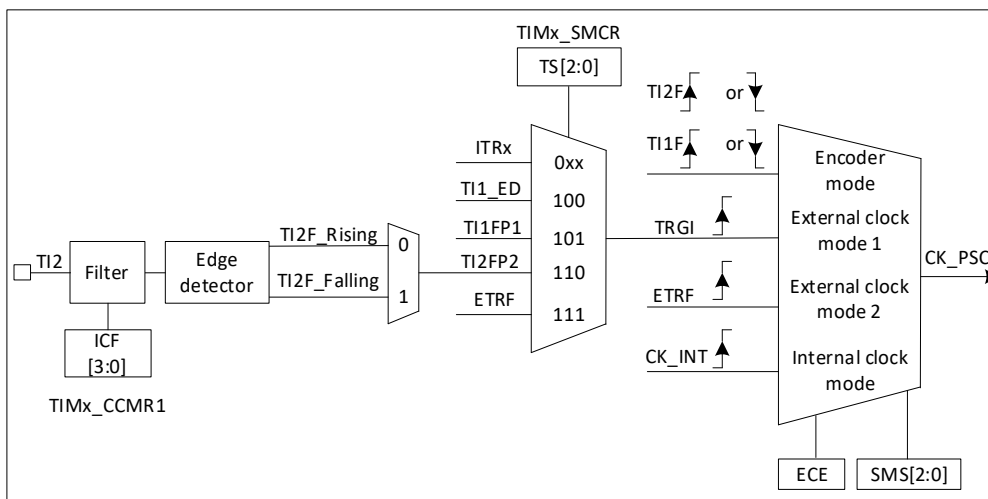 TIMx_SMCR
TS[2:0]
TI2F or
TI1F or
ITRx
0xx
Encoder
mode
TI1_ED
100
TI1FP1
101
TRGI
External clock
mode 1
TI2
Filter
Edge
detector
TI2F_Rising
0
TI2F_Falling
1
TI2FP2
110
ETRF
111
ETRF
External clock
mode 2
CK_PSC
CK_INT
Internal clock
mode
ICF
[3:0]
TIMx_CCMR1
ECE
SMS[2:0]